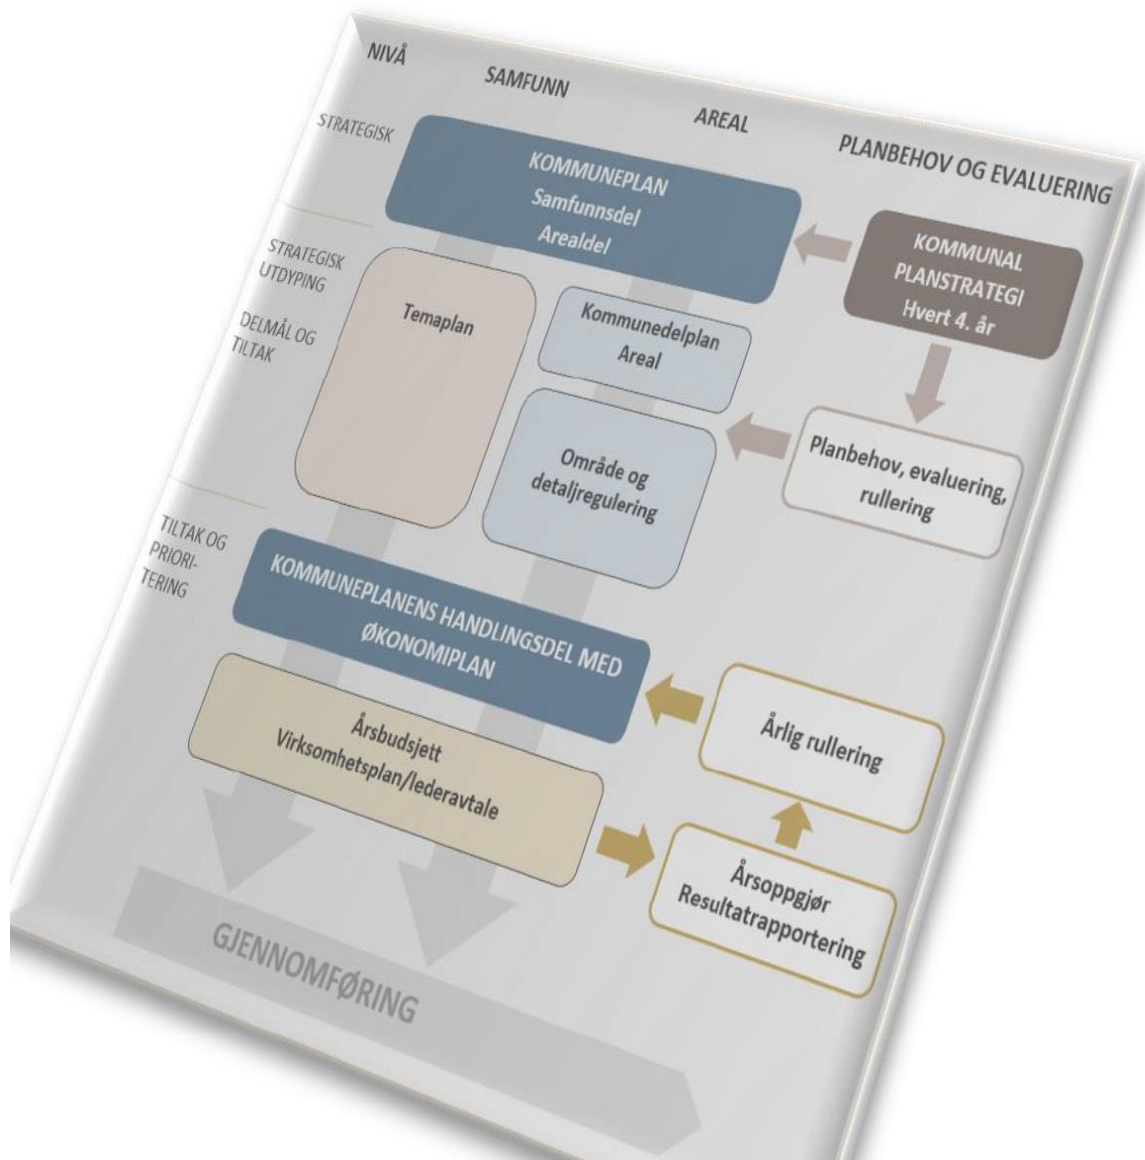 NIVÅ
SAMFUNN
AREAL
PLANBEHOV OG EVALUERING
STRATEGISK
KOMMUNEPLAN
Samfunnsdel
Arealdel
KOMMUNAL
PLANSTRATEGI
Hvert 4. år
STRATEGISK
UTDYPING
DELMÅL OG
TILTAK
Temaplan
Kommunedelplan
Areal
Område og
detaljregulering
Planbehov, evaluering,
rullering
TILTAK OG
PRIORI-
TERING
KOMMUNEPLANENS HANDLINGSDEL MED
ØKONOMIPLAN
Årsbudsjett
Virksomhetsplan/lederavtale
Årlig rullering
Årsoppgjør
Resultatrapportering
GJENNOMFØRING